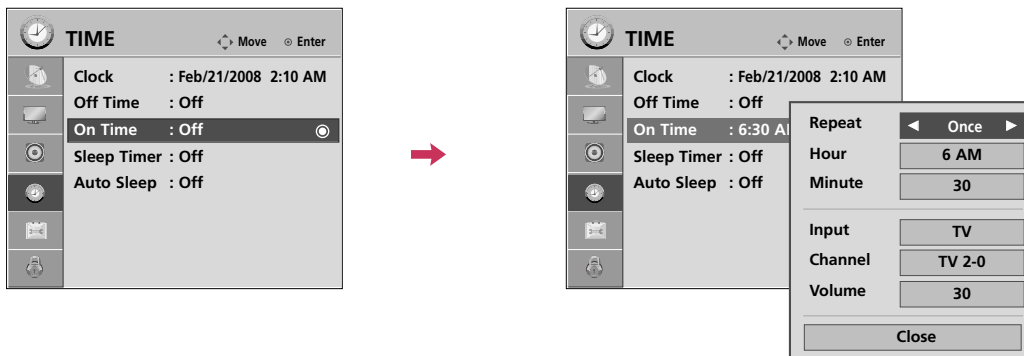 TIME
Move Enter
Clock : Feb/21/2008 2:10 AM
Off Time : Off
On Time : Off
Sleep Timer : Off
Auto Sleep : Off
TIME
Move Enter
Clock : Feb/21/2008 2:10 AM
Off Time : Off
On Time : 6:30
Sleep Timer : Off
Auto Sleep : Off
Repeat ◄ Once ►
Hour 6 AM
Minute 30
Input TV
Channel TV 2-0
Volume 30
Close